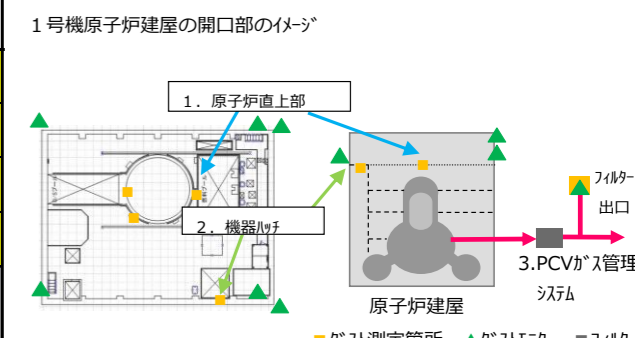 1号機原子炉建屋の開口部のｲﾒｰｼﾞ
1．原子炉直上部
2．機器ﾊｯﾁ
ﾌｨﾙﾀｰ
出口
3.PCVｶﾞｽ管理
ｼｽﾃﾑ
原子炉建屋